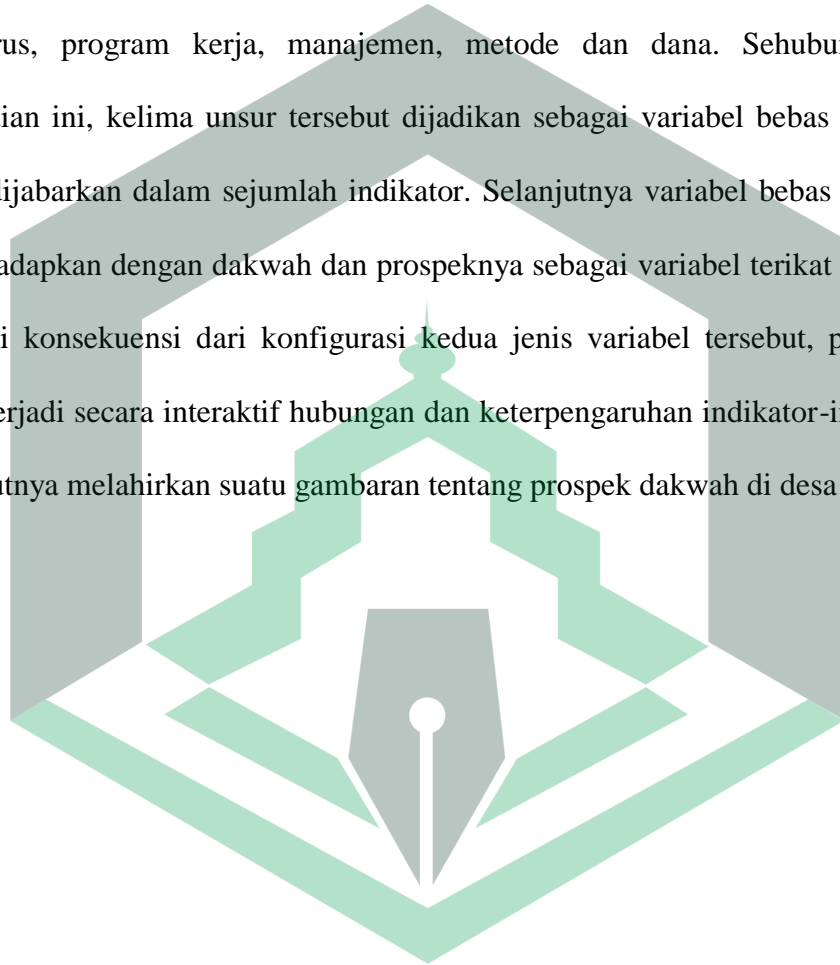 rus, program kerja, manajemen, metode dan dana. Sehubu
ian ini, kelima unsur tersebut dijadikan sebagai variabel bebas
dijabarkan dalam sejumlah indikator. Selanjutnya variabel bebas
adapkan dengan dakwah dan prospeknya sebagai variabel terikat
i konsekuensi dari konfigurasi kedua jenis variabel tersebut, p
erjadi secara interaktif hubungan dan keterpengaruhan indikator-i
utnya melahirkan suatu gambaran tentang prospek dakwah di desa